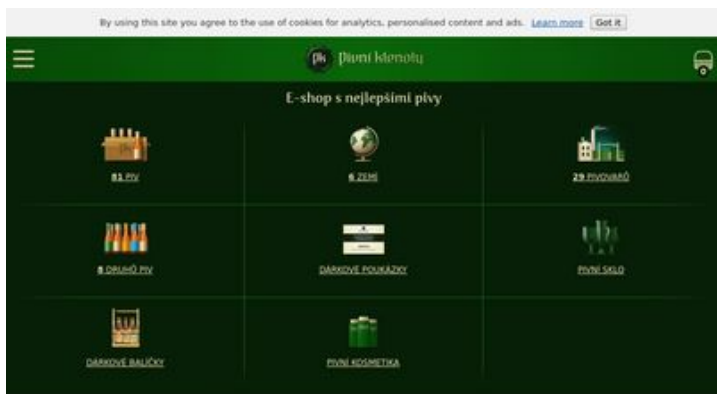 By using this site you agree to the use of cookies for analytics, personalised content and ads. Learn more Got it
pk Pivní klenoty
0
E-shop s nejlepšími pivy
81 PIV
6 ZEMÍ
29 PIVOVARŮ
8 DRUHŮ PIV
DÁRKOVÉ POUKÁZKY
PIVNÍ SKLO
DÁRKOVÉ BALÍČKY
PIVNÍ KOSMETIKA